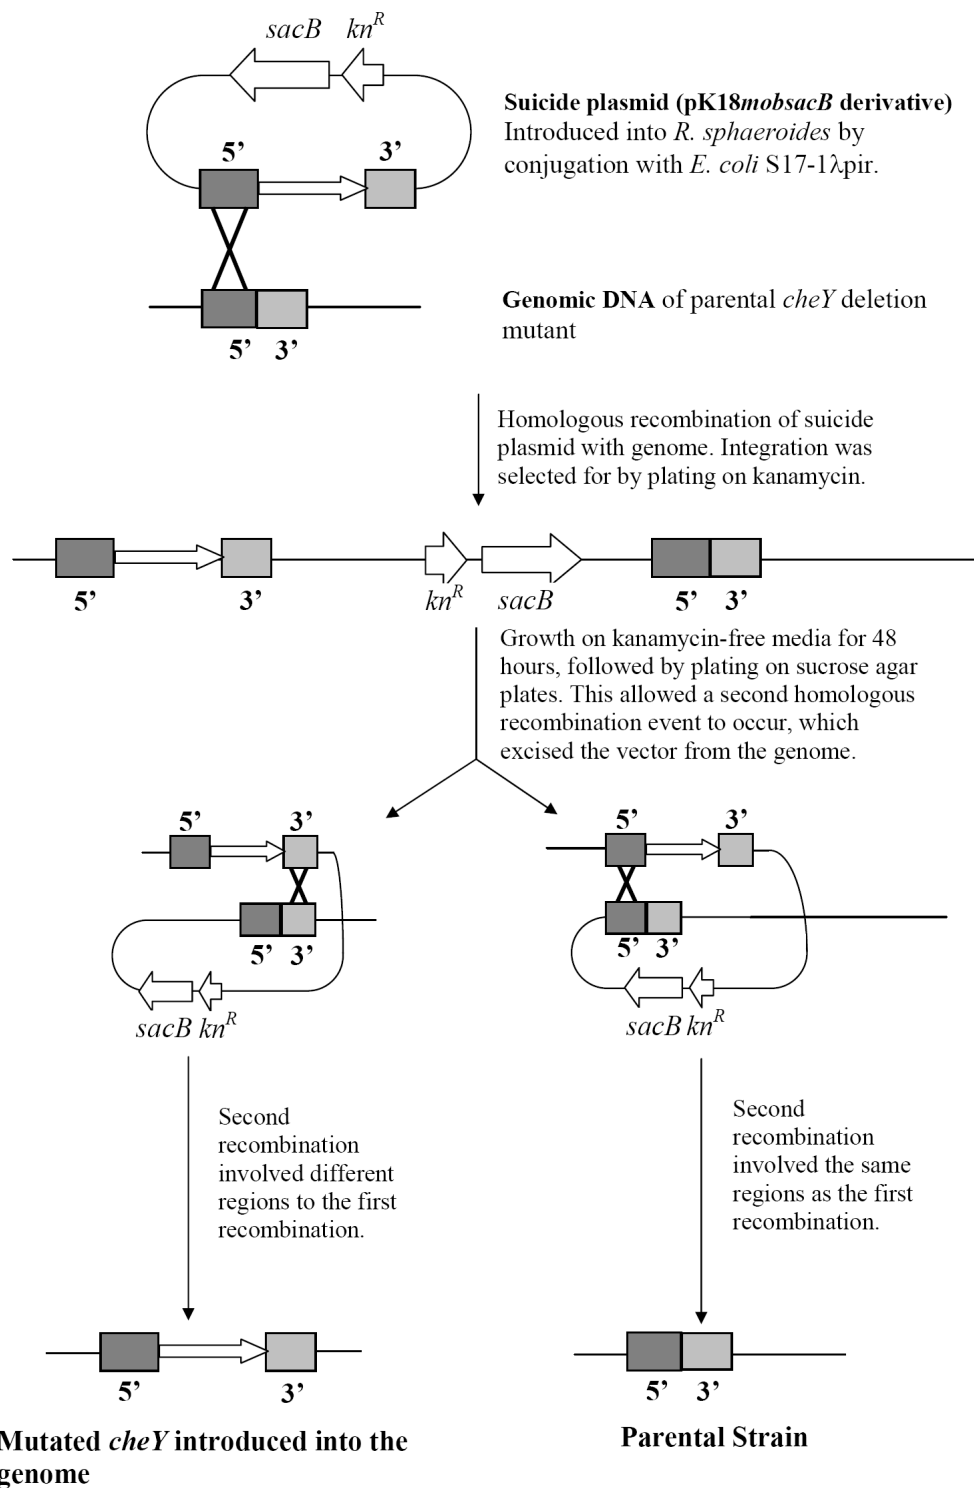 sacB knR
Suicide plasmid (pK18mobsacB derivative)
Introduced into R. sphaeroides by
conjugation with E. coli S17-1λpir.
5’ 3’
Genomic DNA of parental cheY deletion
mutant
5’ 3’
Homologous recombination of suicide
plasmid with genome. Integration was
selected for by plating on kanamycin.
5’ 3’ knR sacB 5’ 3’
Growth on kanamycin-free media for 48
hours, followed by plating on sucrose agar
plates. This allowed a second homologous
recombination event to occur, which
excised the vector from the genome.
5’ 3’
5’ 3’
sacB knR
5’ 3’
5’ 3’
sacB knR
Second
recombination
involved different
regions to the first
recombination.
Second
recombination
involved the same
regions as the first
recombination.
5’ 3’
Mutated cheY introduced into the
genome
5’ 3’
Parental Strain